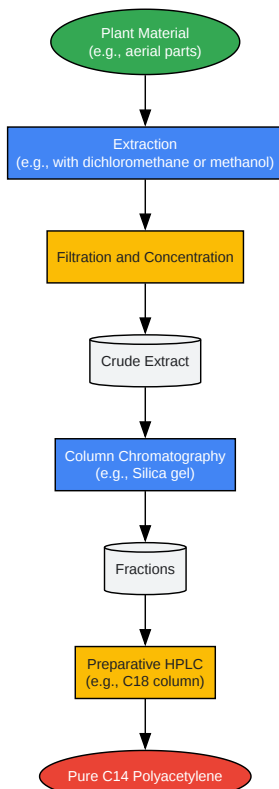 Plant Material
(e.g., aerial parts)
Extraction
(e.g., with dichloromethane or methanol)
Filtration and Concentration
Crude Extract
Column Chromatography
(e.g., Silica gel)
Fractions
Preparative HPLC
(e.g., C18 column)
Pure C14 Polyacetylene